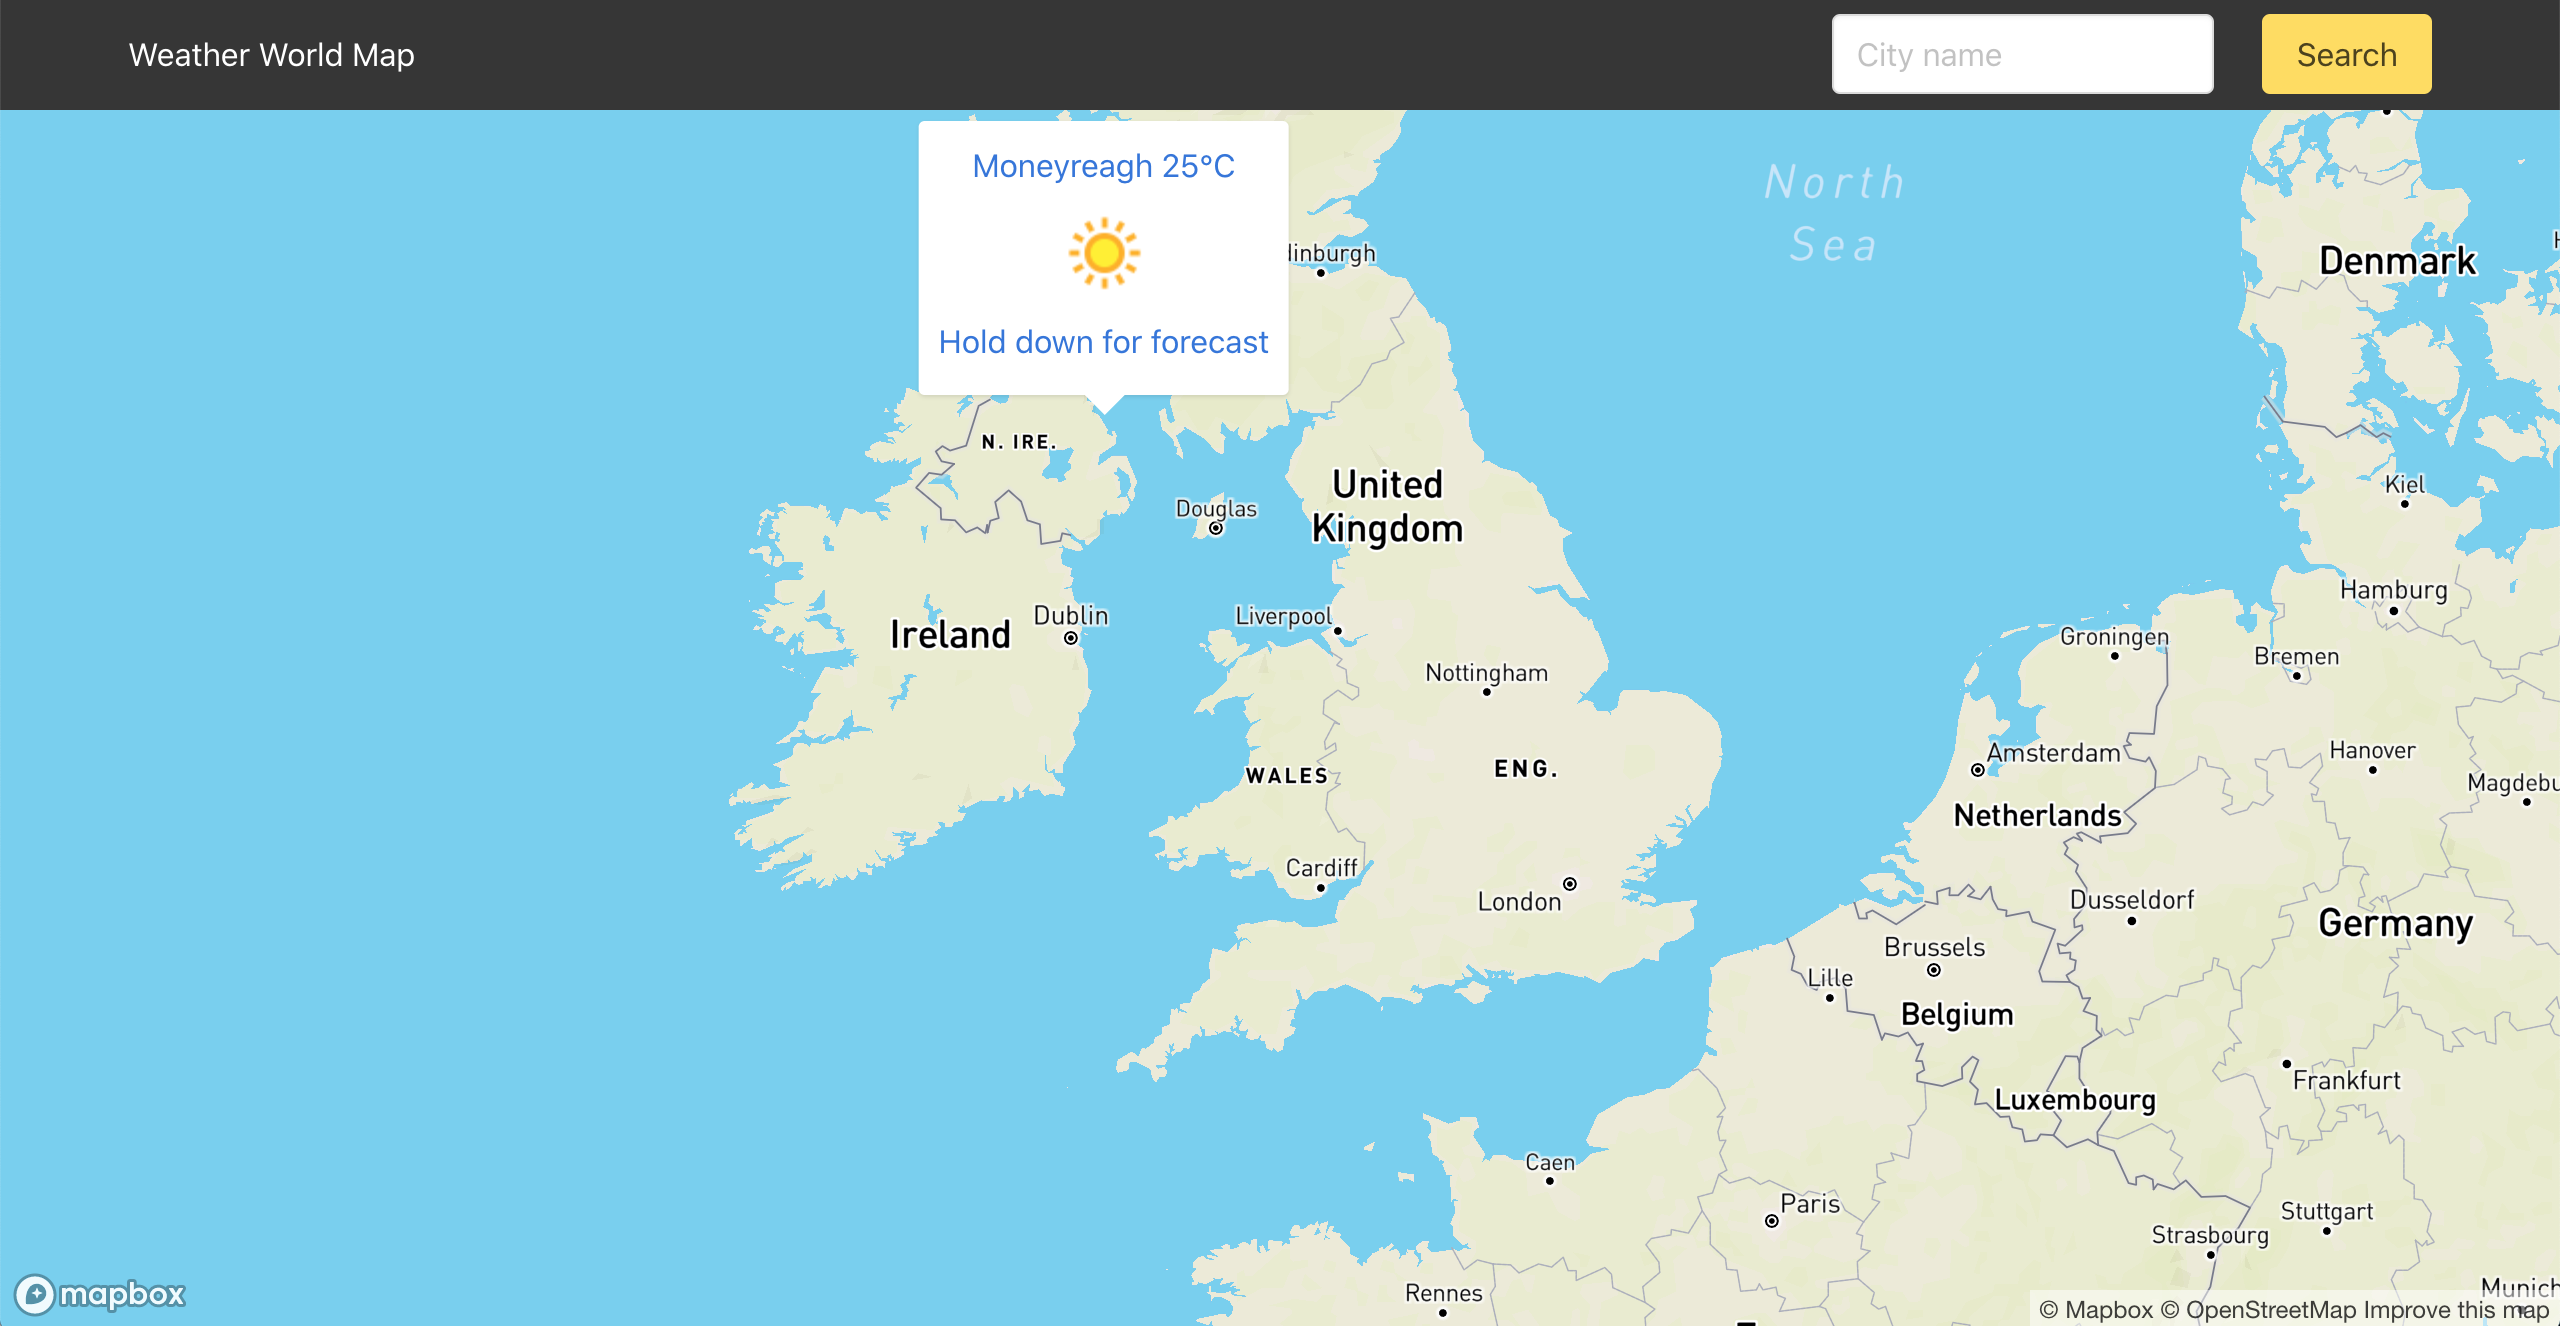 Weather World Map
City name
Search
Moneyreagh 25°C
Hold down for forecast
North
Sea
Denmark
dinburgh
N. IRE.
United
Kingdom
Douglas
Kiel
Hamburg
Ireland
Dublin
Liverpool
Groningen
Bremen
Nottingham
WALES
ENG.
Amsterdam
Hanover
Magdebu
Netherlands
Cardiff
London
Dusseldorf
Germany
Brussels
Lille
Belgium
Frankfurt
Luxembourg
Caen
Paris
Stuttgart
Strasbourg
Munich
Rennes
mapbox
© Mapbox © OpenStreetMap Improve this map